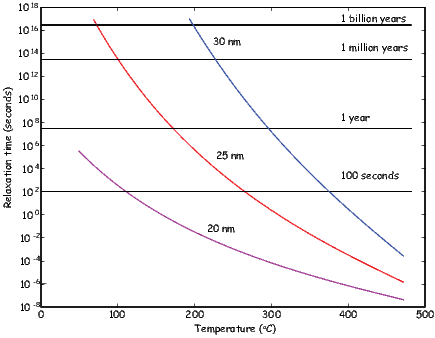 10^18
10^16
10^14
10^12
10^10
10^8
10^6
10^4
10^2
10^0
10^-2
10^-4
10^-6
10^-8
Relaxation time (seconds)
1 billion years
30 nm
1 million years
1 year
25 nm
100 seconds
20 nm
0
100
200
300
400
500
Temperature (°C)